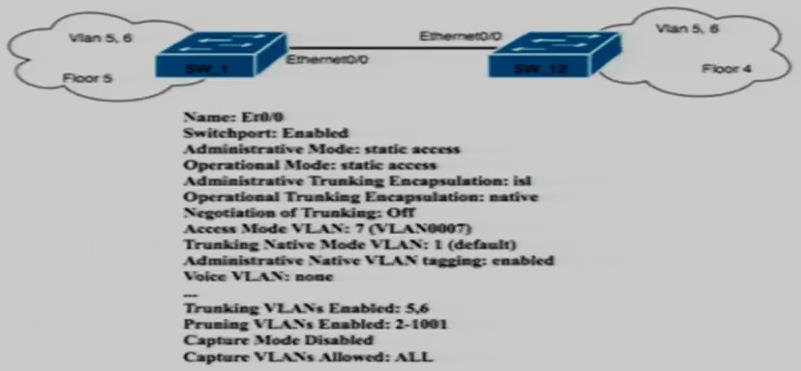 Vlan 5, 6
Ethernet0/0
Vlan 5, 6
SW_1
Ethernet0/0
SW_12
Floor 5
Floor 4
Name: Et0/0
Switchport: Enabled
Administrative Mode: static access
Operational Mode: static access
Administrative Trunking Encapsulation: isl
Operational Trunking Encapsulation: native
Negotiation of Trunking: Off
Access Mode VLAN: 7 (VLAN0007)
Trunking Native Mode VLAN: 1 (default)
Administrative Native VLAN tagging: enabled
Voice VLAN: none
...
Trunking VLANs Enabled: 5,6
Pruning VLANs Enabled: 2-1001
Capture Mode Disabled
Capture VLANs Allowed: ALL